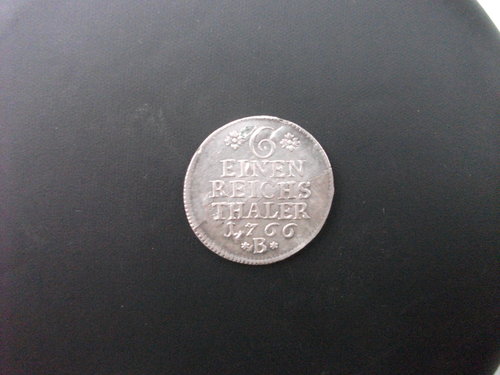 6
EINEN
REICHS
THALER
1766
*B*